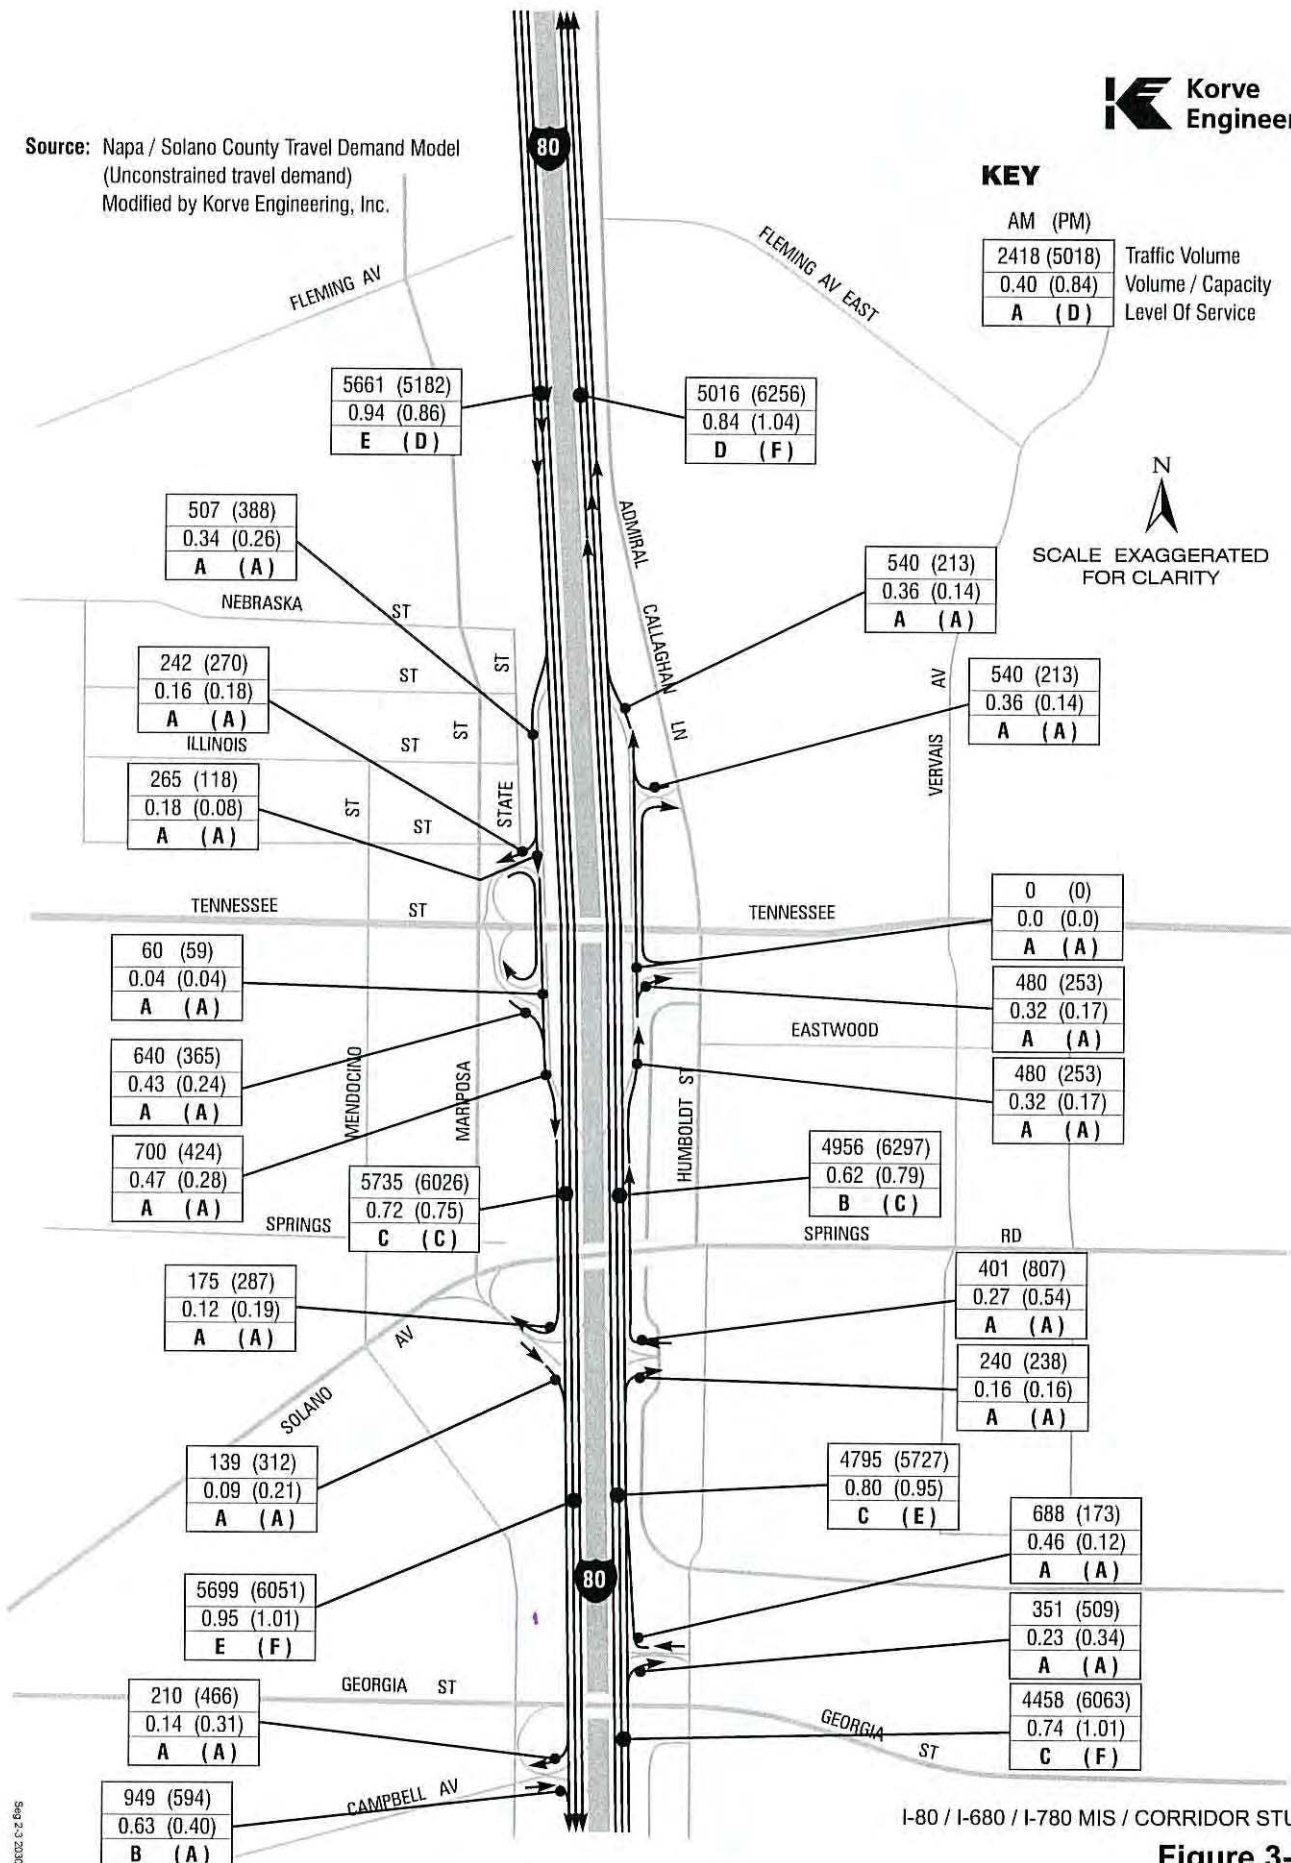 80
Korve
Engineer
Source: Napa / Solano County Travel Demand Model
(Unconstrained travel demand)
Modified by Korve Engineering, Inc.
KEY
AM (PM)
2418 (5018) Traffic Volume
0.40 (0.84) Volume / Capacity
A (D) Level Of Service
FLEMING AV
FLEMING AV EAST
5661 (5182)
0.94 (0.86)
E (D)
5016 (6256)
0.84 (1.04)
D (F)
N
SCALE EXAGGERATED
FOR CLARITY
507 (388)
0.34 (0.26)
A (A)
ADMIRAL CALLAGHAN LN
540 (213)
0.36 (0.14)
A (A)
NEBRASKA ST
242 (270)
0.16 (0.18)
A (A)
ST
ST
ST
540 (213)
0.36 (0.14)
A (A)
VERVAIS AV
ILLINOIS ST
265 (118)
0.18 (0.08)
A (A)
ST
ST
STATE
TENNESSEE ST
TENNESSEE
0 (0)
0.0 (0.0)
A (A)
60 (59)
0.04 (0.04)
A (A)
480 (253)
0.32 (0.17)
A (A)
EASTWOOD
640 (365)
0.43 (0.24)
A (A)
MENDOCINO
MARIPOSA
HUMBOLDT ST
480 (253)
0.32 (0.17)
A (A)
700 (424)
0.47 (0.28)
A (A)
5735 (6026)
0.72 (0.75)
C (C)
4956 (6297)
0.62 (0.79)
B (C)
SPRINGS
SPRINGS RD
175 (287)
0.12 (0.19)
A (A)
401 (807)
0.27 (0.54)
A (A)
SOLANO AV
240 (238)
0.16 (0.16)
A (A)
139 (312)
0.09 (0.21)
A (A)
4795 (5727)
0.80 (0.95)
C (E)
688 (173)
0.46 (0.12)
A (A)
5699 (6051)
0.95 (1.01)
E (F)
80
351 (509)
0.23 (0.34)
A (A)
210 (466)
0.14 (0.31)
A (A)
GEORGIA ST
GEORGIA ST
4458 (6063)
0.74 (1.01)
C (F)
949 (594)
0.63 (0.40)
B (A)
CAMPBELL AV
I-80 / I-680 / I-780 MIS / CORRIDOR STU
Figure 3-
Seg 2-3 2030